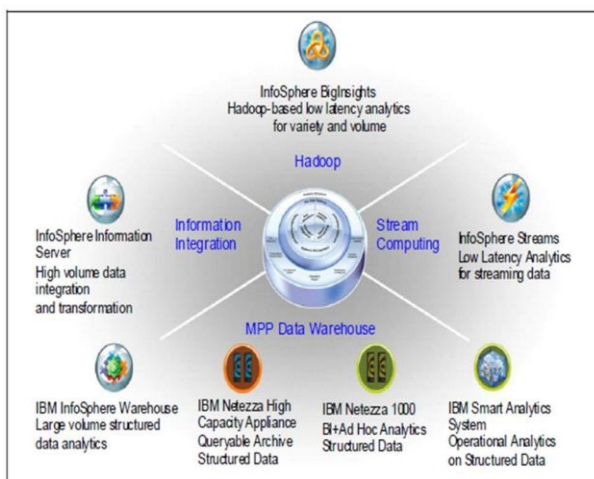 InfoSphere BigInsights
Hadoop-based low latency analytics
for variety and volume
Hadoop
Information
Integration
Stream
Computing
InfoSphere Information
Server
High volume data
integration
and transformation
InfoSphere Streams
Low Latency Analytics
for streaming data
MPP Data Warehouse
IBM InfoSphere Warehouse
Large volume structured
data analytics
IBM Netezza High
Capacity Appliance
Queryable Archive
Structured Data
IBM Netezza 1000
BI+Ad Hoc Analytics
Structured Data
IBM Smart Analytics
System
Operational Analytics
on Structured Data